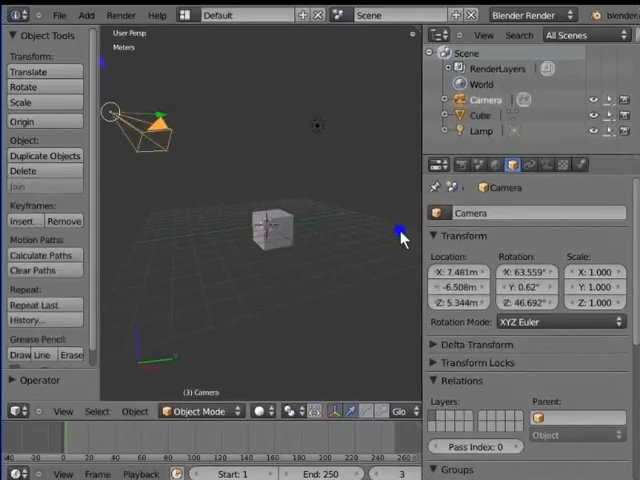 File Add Render Help Default Scene Blender Render blender.
Object Tools
Transform:
Translate
Rotate
Scale
Origin
Object:
Duplicate Objects
Delete
Join
Keyframes:
Insert. Remove
Motion Paths:
Calculate Paths
Clear Paths
Repeat:
Repeat Last
History...
Grease Pencil:
Draw Line Erase
Operator
User Persp
Meters
(3) Camera
View Select Object Object Mode Glo
-40 -20 0 20 40 60 80 100 120 140 160 180 200 220 240 260
View Frame Playback Start: 1 End: 250 3
View Search All Scenes
Scene
RenderLayers
World
Camera
Cube
Lamp
Camera
Camera
Transform
Location: Rotation: Scale:
X: 7.481m X: 63.559° X: 1.000
-6.508m Y: 0.62° Y: 1.000
Z: 5.344m Z: 46.692° Z: 1.000
Rotation Mode: XYZ Euler
Delta Transform
Transform Locks
Relations
Layers: Parent:
Object
Pass Index: 0
Groups